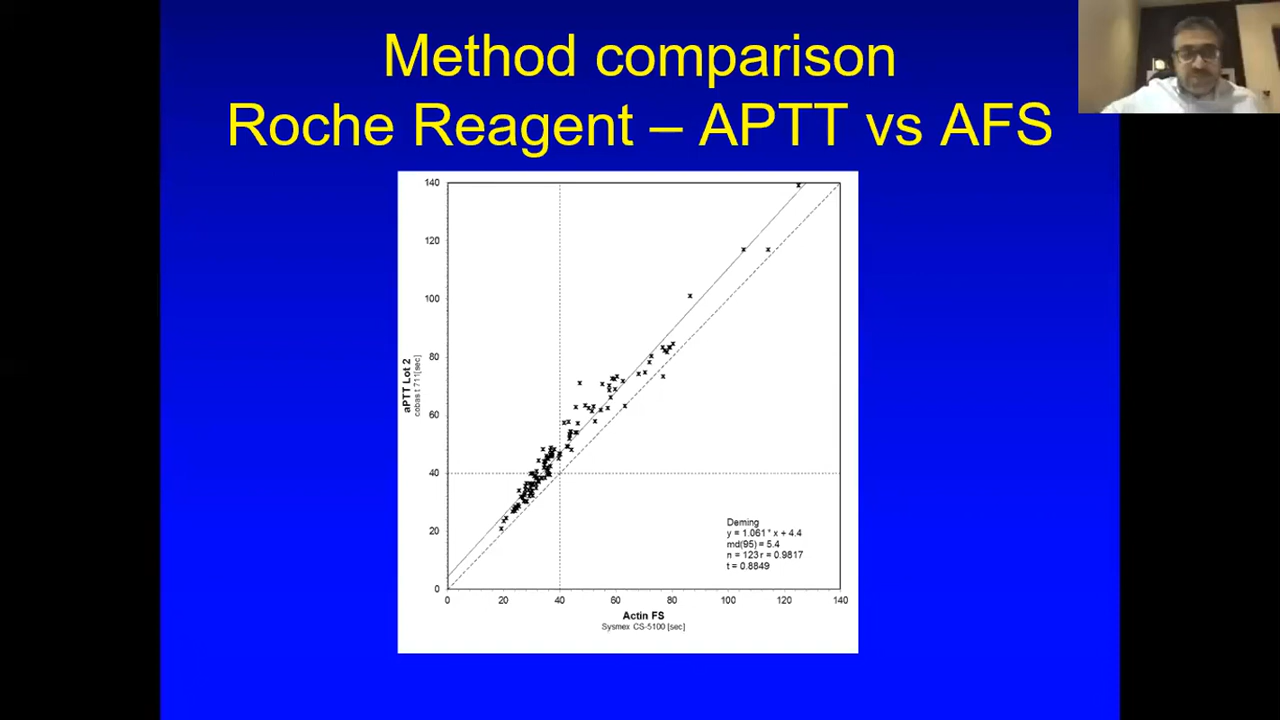 Method comparison
Roche Reagent – APTT vs AFS
140
120
100
80
60
40
20
0
aPTT Lot 2
cobas t 711[sec]
Deming
y = 1.061 * x + 4.4
md(95) = 5.4
n = 123 r = 0.9817
t = 0.8849
0 20 40 60 80 100 120 140
Actin FS
Sysmex CS-5100 [sec]